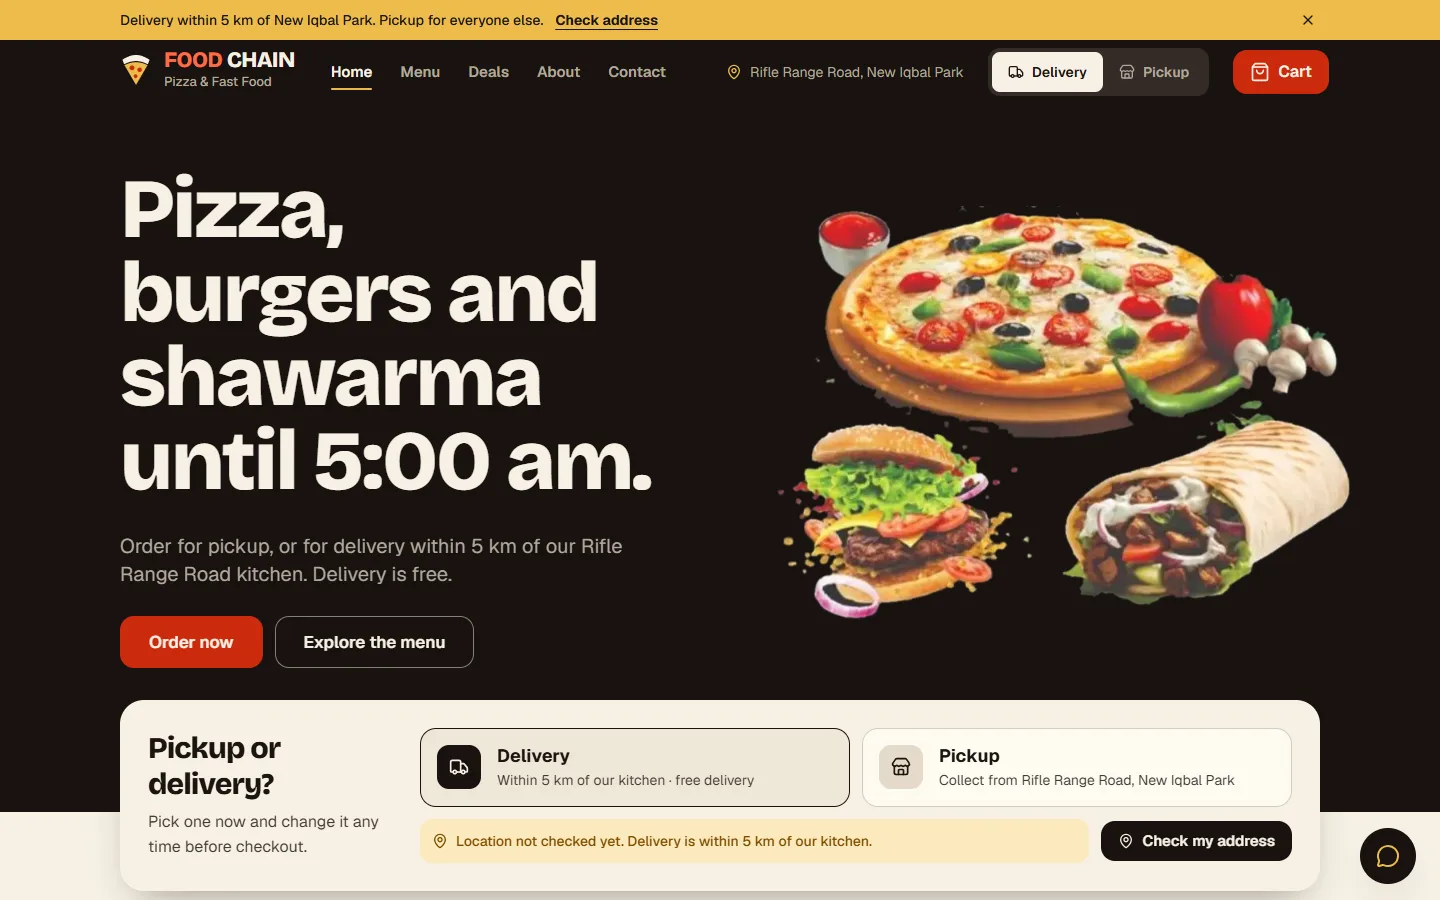 Delivery within 5 km of New Iqbal Park. Pickup for everyone else. Check address
FOOD CHAIN
Pizza & Fast Food
Home Menu Deals About Contact
Rifle Range Road, New Iqbal Park
Delivery Pickup
Cart
Pizza,
burgers and
shawarma
until 5:00 am.
Order for pickup, or for delivery within 5 km of our Rifle
Range Road kitchen. Delivery is free.
Order now Explore the menu
Pickup or
delivery?
Pick one now and change it any
time before checkout.
Delivery
Within 5 km of our kitchen · free delivery
Pickup
Collect from Rifle Range Road, New Iqbal Park
Location not checked yet. Delivery is within 5 km of our kitchen.
Check my address